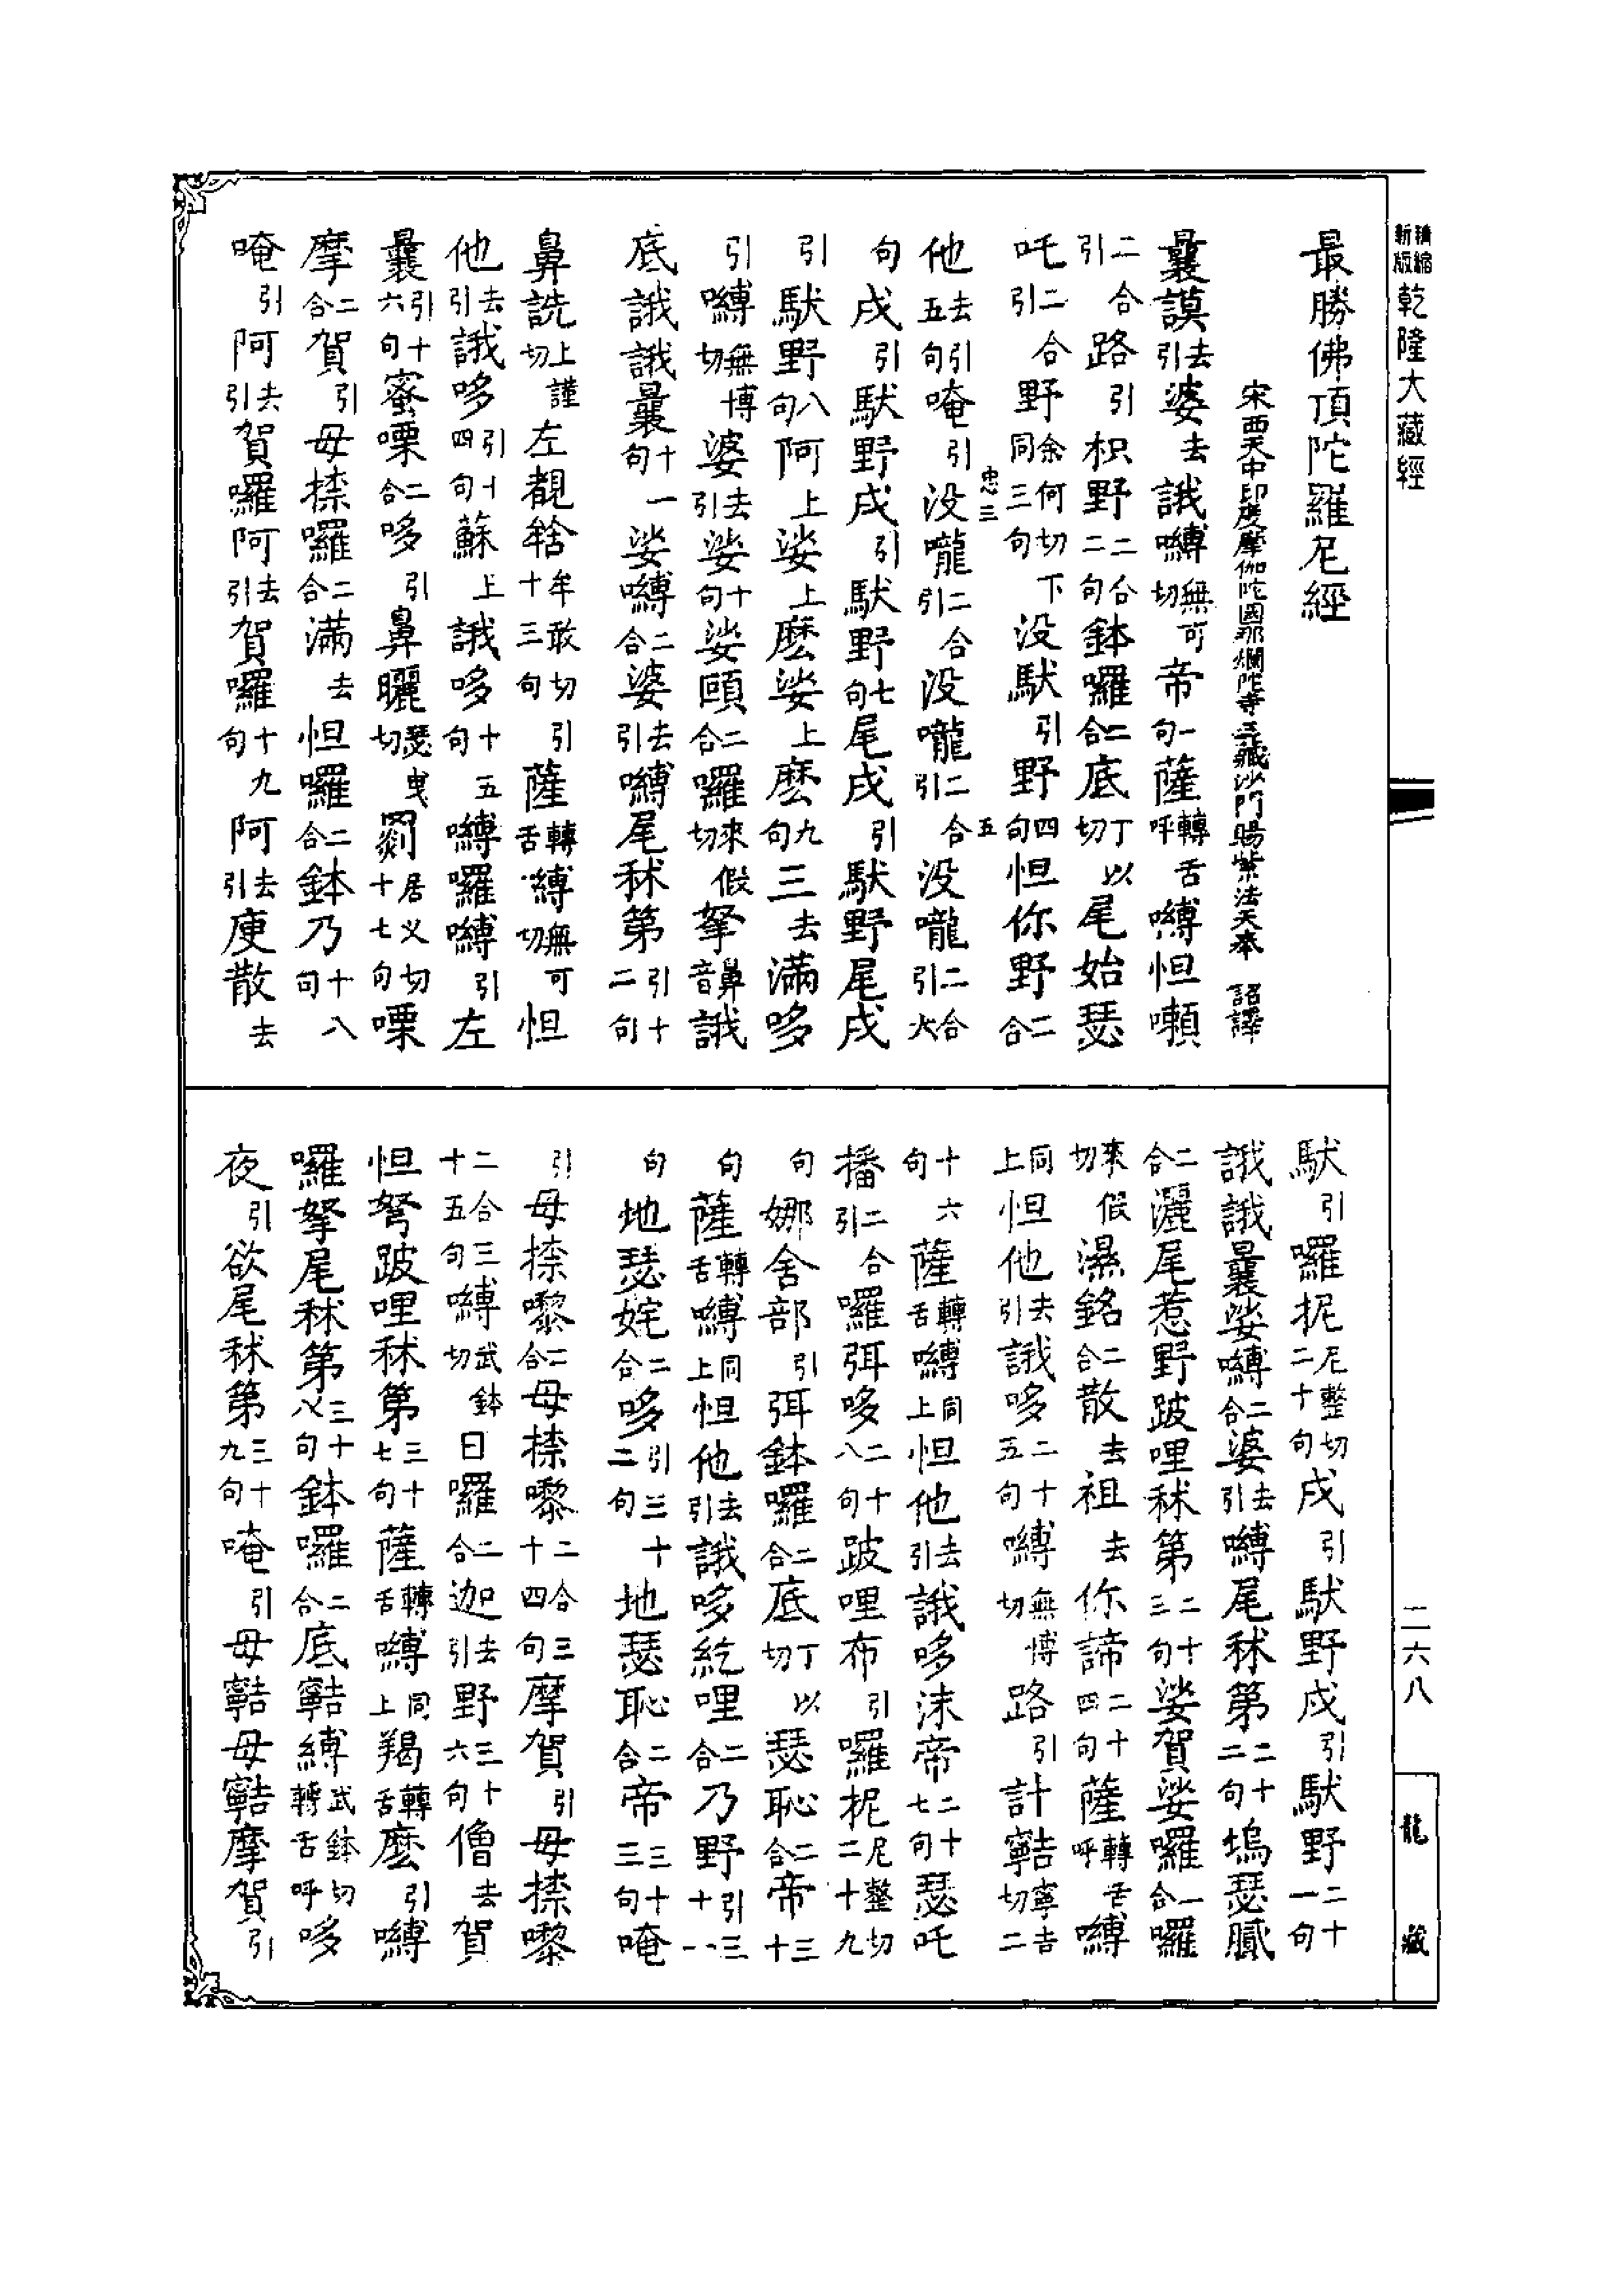 精縮新版乾隆大藏經
二六八
龍藏
最勝佛頂陀羅尼經
宋西天中印度摩伽陀國那爛陀寺三藏沙門賜紫法天奉 詔譯
曩謨引去婆去誐嚩無可切帝一句薩轉舌呼嚩怛嚩
二合引路引枳野二合二句鉢囉二合底丁以切尾始瑟
吒二合引野余何切下同三句没馱引野四句怛你野二合
他去引五句唵引没嚨二合引没嚨二合引没嚨二合引六
忠三 五
句戍引馱野戍引馱野七句尾戍引馱野尾戍
引馱野八句阿上娑上麽娑上麽九句三去滿哆
引嚩無博切婆去引娑十句娑頤二合囉來假切拏鼻音誐
底誐誐曩十一句娑嚩二合婆去引嚩尾秫第引十二句
鼻詵上謹切左覩牟敢切引十三句薩轉舌嚩無可切怛
他去引誐哆引十四句蘇上誐哆十五句嚩囉嚩引左
曩引十六句蜜㗚二合哆引鼻曬瑟曳切罽居乂切十七句㗚
摩二合賀引母捺囉二合滿去怛囉二合鉢乃十八句
唵引阿去引賀囉阿去引賀囉十九句阿去引庾散去
馱引囉抳尼整切二十句戍引馱野戍引馱野二十一句
誐誐曩娑嚩二合婆去引嚩尾秫第二十二句塢瑟膩
二合灑尾惹野跛哩秫第二十三句娑賀娑囉二合囉
來假切濕銘二合散去祖去你諦二十四句薩轉舌呼嚩
同上怛他去引誐哆二十五句嚩無博切路引計寧吉切二
十六句薩轉舌嚩同上怛他去引誐哆沫帝二十七句瑟吒
播二合引囉弭哆二十八句跛哩布引囉抳尼整切二十九
句娜舍部引弭鉢囉二合底丁以切瑟恥二合帝三十
句薩轉舌嚩同上怛他去引誐哆紇哩二合乃野引三十一
句地瑟姹二合哆引三十二句地瑟恥二合帝三十三句唵
引母捺㘑二合母捺㘑二合三十四句摩賀引母捺㘑
二合三十五句嚩武鉢切日囉二合迦去引野三十六句僧去賀
怛弩跛哩秫第三十七句薩轉舌嚩同上羯轉舌麽引嚩
囉拏尾秫第三十八句鉢囉二合底寧吉嚩武鉢切轉舌呼哆
夜引欲尾秫第三十九句唵引母寧吉母寧吉摩賀引